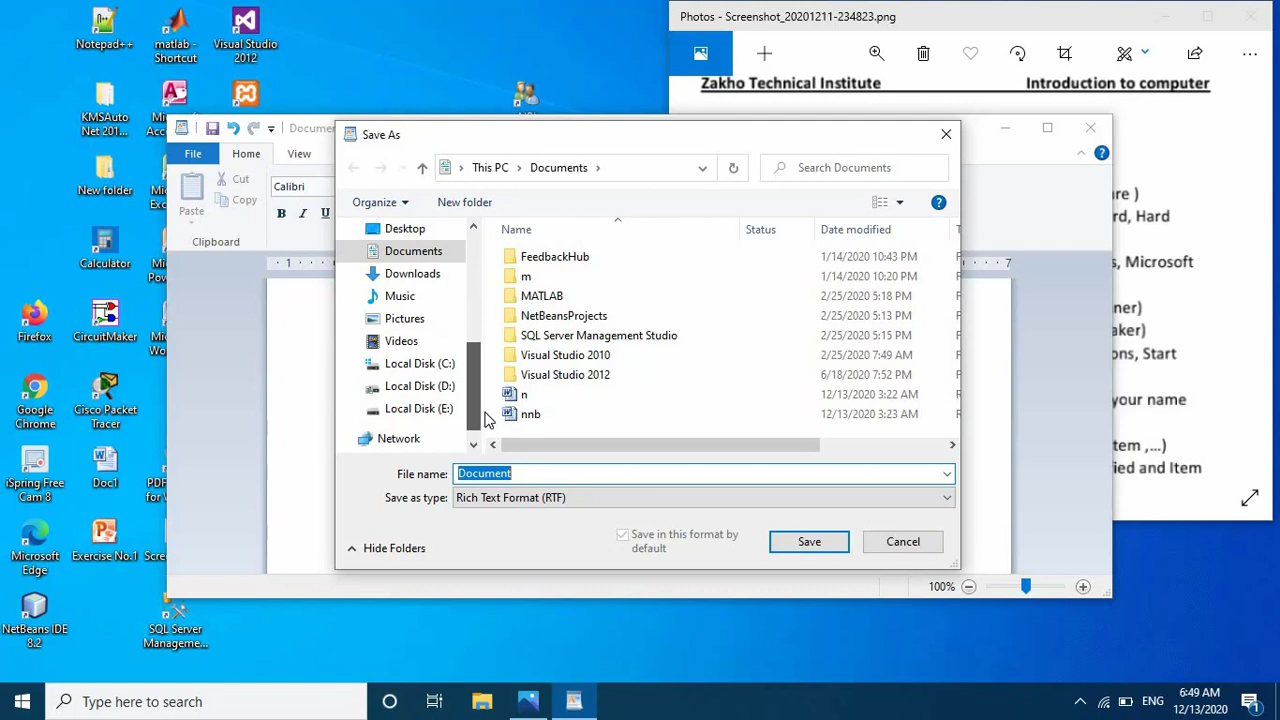 Notepad++
matlab -
Shortcut
Visual Studio
2012
KMSAuto
Net 201...
New folder
Calculator
Firefox
CircuitMaker
Google
Chrome
Cisco Packet
Tracer
iSpring Free
Cam 8
Doc1
Microsoft
Edge
Exercise No.1
NetBeans IDE
8.2
SQL Server
Manageme...
Photos - Screenshot_20201211-234823.png
Zakho Technical Institute
Introduction to computer
are )
rd, Hard
s, Microsoft
ner)
aker)
ons, Start
your name
tem ,...)
fied and Item
File
Home
View
Paste
Cut
Copy
Clipboard
Calibri
B I U
1
7
100%
Save As
This PC
Documents
Search Documents
Organize
New folder
Desktop
Documents
Downloads
Music
Pictures
Videos
Local Disk (C:)
Local Disk (D:)
Local Disk (E:)
Network
Name Status Date modified
FeedbackHub 1/14/2020 10:43 PM
m 1/14/2020 10:20 PM
MATLAB 2/25/2020 5:18 PM
NetBeansProjects 2/25/2020 5:13 PM
SQL Server Management Studio 2/25/2020 5:15 PM
Visual Studio 2010 2/25/2020 7:49 AM
Visual Studio 2012 6/18/2020 7:52 PM
n 12/13/2020 3:22 AM
nnb 12/13/2020 3:23 AM
File name: Document
Save as type: Rich Text Format (RTF)
Save in this format by
default
Hide Folders
Save
Cancel
Type here to search
ENG
6:49 AM
12/13/2020
1